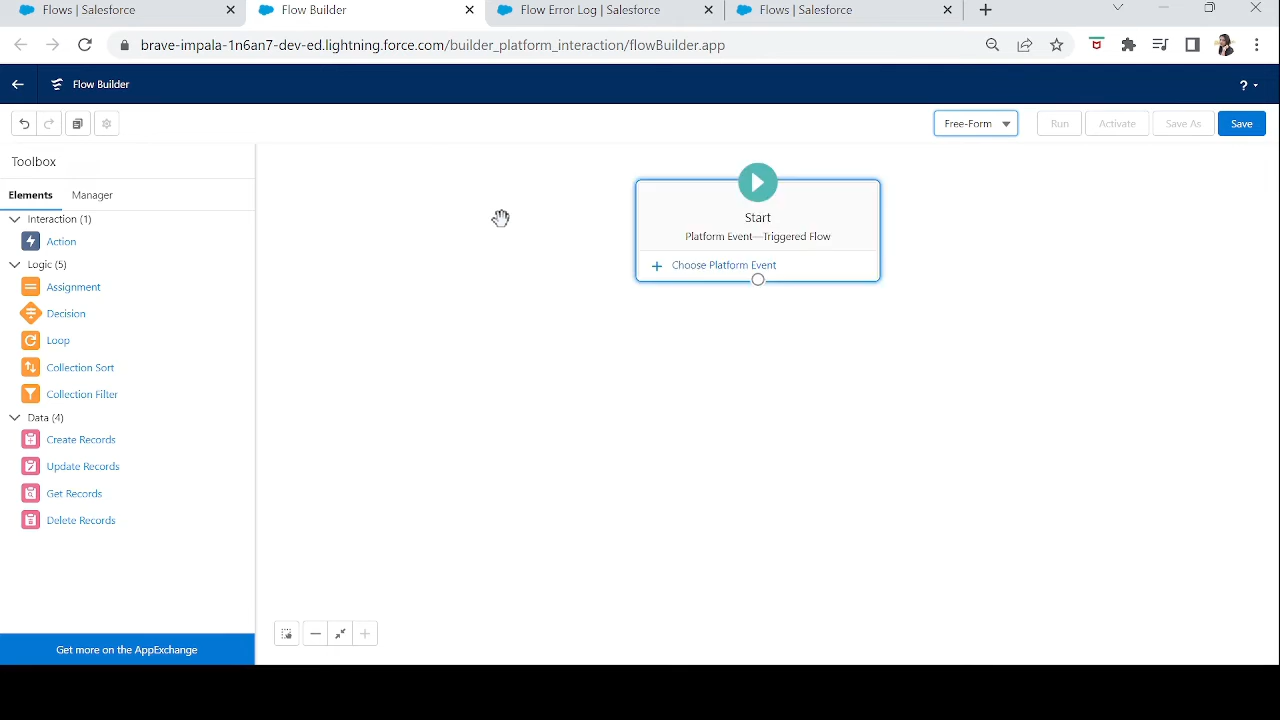 Flows | Salesforce
Flow Builder
Flow Error Log | Salesforce
Flows | Salesforce
brave-impala-1n6an7-dev-ed.lightning.force.com/builder_platform_interaction/flowBuilder.app
Flow Builder
?
Free-Form
Run
Activate
Save As
Save
Toolbox
Elements
Manager
Interaction (1)
Action
Logic (5)
Assignment
Decision
Loop
Collection Sort
Collection Filter
Data (4)
Create Records
Update Records
Get Records
Delete Records
Get more on the AppExchange
Start
Platform Event—Triggered Flow
Choose Platform Event